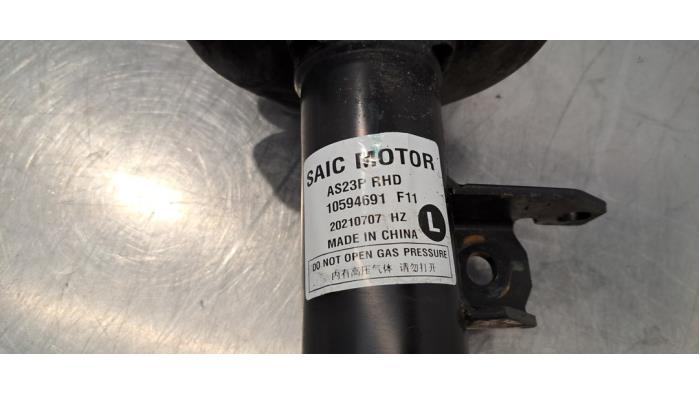 SAIC MOTOR
AS23P RHD
10594691 F11
20210707 HZ
L
MADE IN CHINA
DO NOT OPEN GAS PRESSURE
内有高压气体 请勿打开